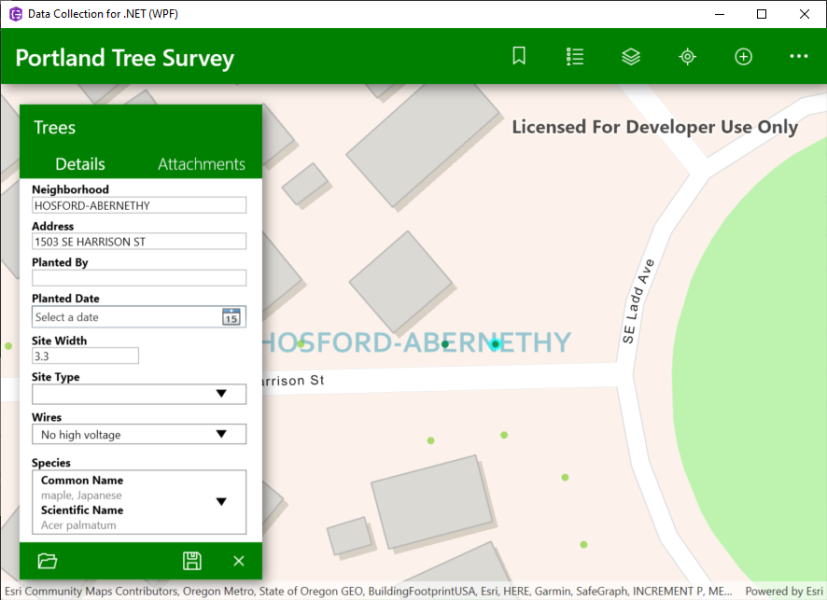 Data Collection for .NET (WPF)
Portland Tree Survey
Licensed For Developer Use Only
Trees
Details Attachments
Neighborhood
HOSFORD-ABERNETHY
Address
1503 SE HARRISON ST
Planted By
Planted Date
Select a date 15
Site Width
3.3
Site Type
Wires
No high voltage
Species
Common Name
maple, Japanese
Scientific Name
Acer palmatum
HOSFORD-ABERNETHY
SE Ladd Ave
arrison St
Esri Community Maps Contributors, Oregon Metro, State of Oregon GEO, BuildingFootprintUSA, Esri, HERE, Garmin, SafeGraph, INCREMENT P, ME... Powered by Esri